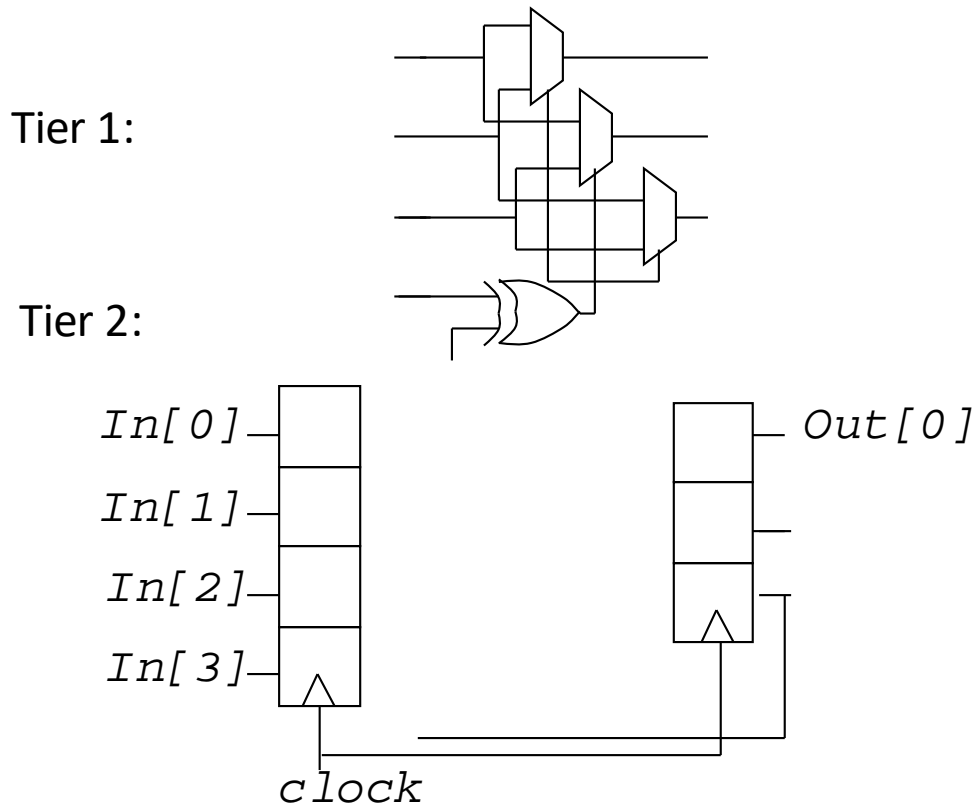 Tier 1:
Tier 2:
In[0]
Out[0]
In[1]
In[2]
In[3]
clock